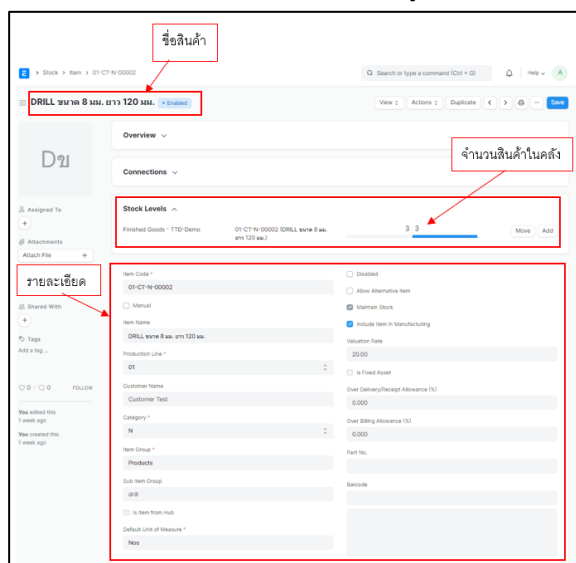 ชื่อสินค้า
E > Stock > Item > 01-CT-N-00002
Search or type a command (Ctrl + G)
Help
A
DRILL ขนาด 8 มม. ยาว 120 มม. • Enabled
View
Actions
Duplicate
Save
Dข
Overview
Connections
จำนวนสินค้าในคลัง
Stock Levels
Finished Goods - TTD-Demo
01-CT-N-00002 (DRILL ขนาด 8 มม. ยาว 120 มม.)
3 3
Move
Add
Assigned To
+
Attachments
Attach File +
รายละเอียด
Shared With
+
Tags
Add a tag ...
0 · 0 FOLLOW
You edited this
1 week ago
You created this
1 week ago
Item Code *
01-CT-N-00002
Manual
Item Name
DRILL ขนาด 8 มม. ยาว 120 มม.
Production Line *
01
Customer Name
Customer Test
Category *
N
Item Group *
Products
Sub Item Group
drill
Is Item from Hub
Default Unit of Measure *
Nos
Disabled
Allow Alternative Item
Maintain Stock
Include Item In Manufacturing
Valuation Rate
20.00
Is Fixed Asset
Over Delivery/Receipt Allowance (%)
0.000
Over Billing Allowance (%)
0.000
Part No.
Barcode